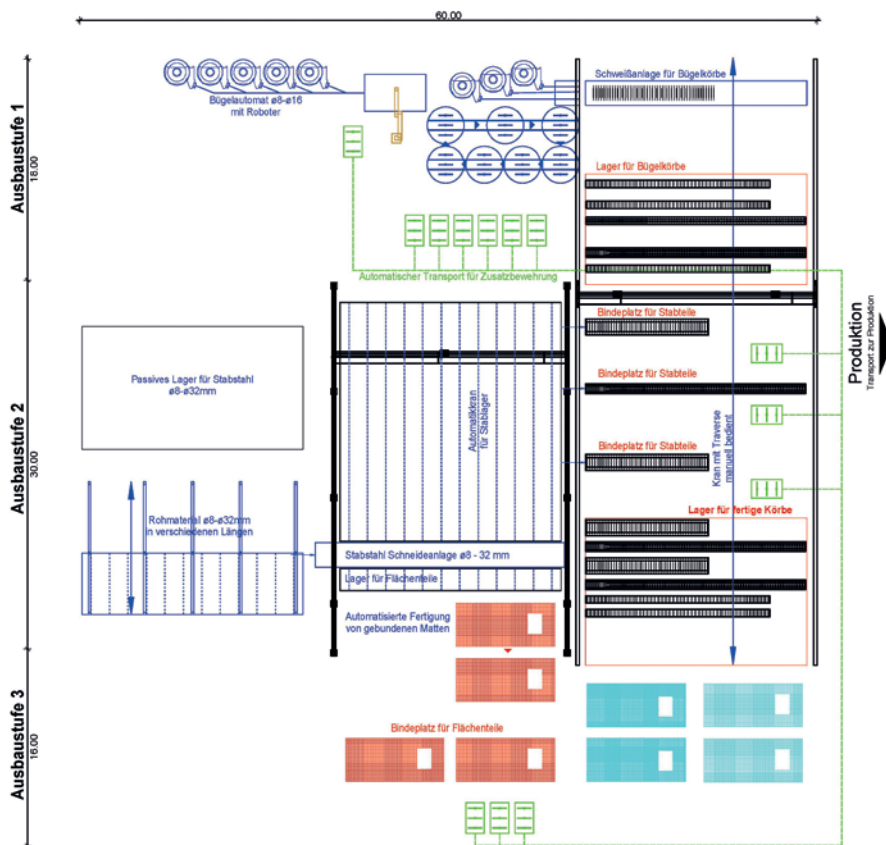 60.00
Ausbaustufe 1
18.00
Bügelautomat ø8-ø16
mit Roboter
Schweißanlage für Bügelkörbe
Lager für Bügelkörbe
Automatischer Transport für Zusatzbewehrung
Ausbaustufe 2
30.00
Passives Lager für Stabstahl
ø8-ø32mm
Automatikkran
für Stablager
Bindeplatz für Stabteile
Bindeplatz für Stabteile
Bindeplatz für Stabteile
Kran mit Traverse
manuell bedient
Produktion
Transport zur Produktion
Rohmaterial ø8-ø32mm
in verschiedenen Längen
Stabstahl Schneideanlage ø8 - 32 mm
Lager für Flächenteile
Lager für fertige Körbe
Automatisierte Fertigung
von gebundenen Matten
Ausbaustufe 3
16.00
Bindeplatz für Flächenteile